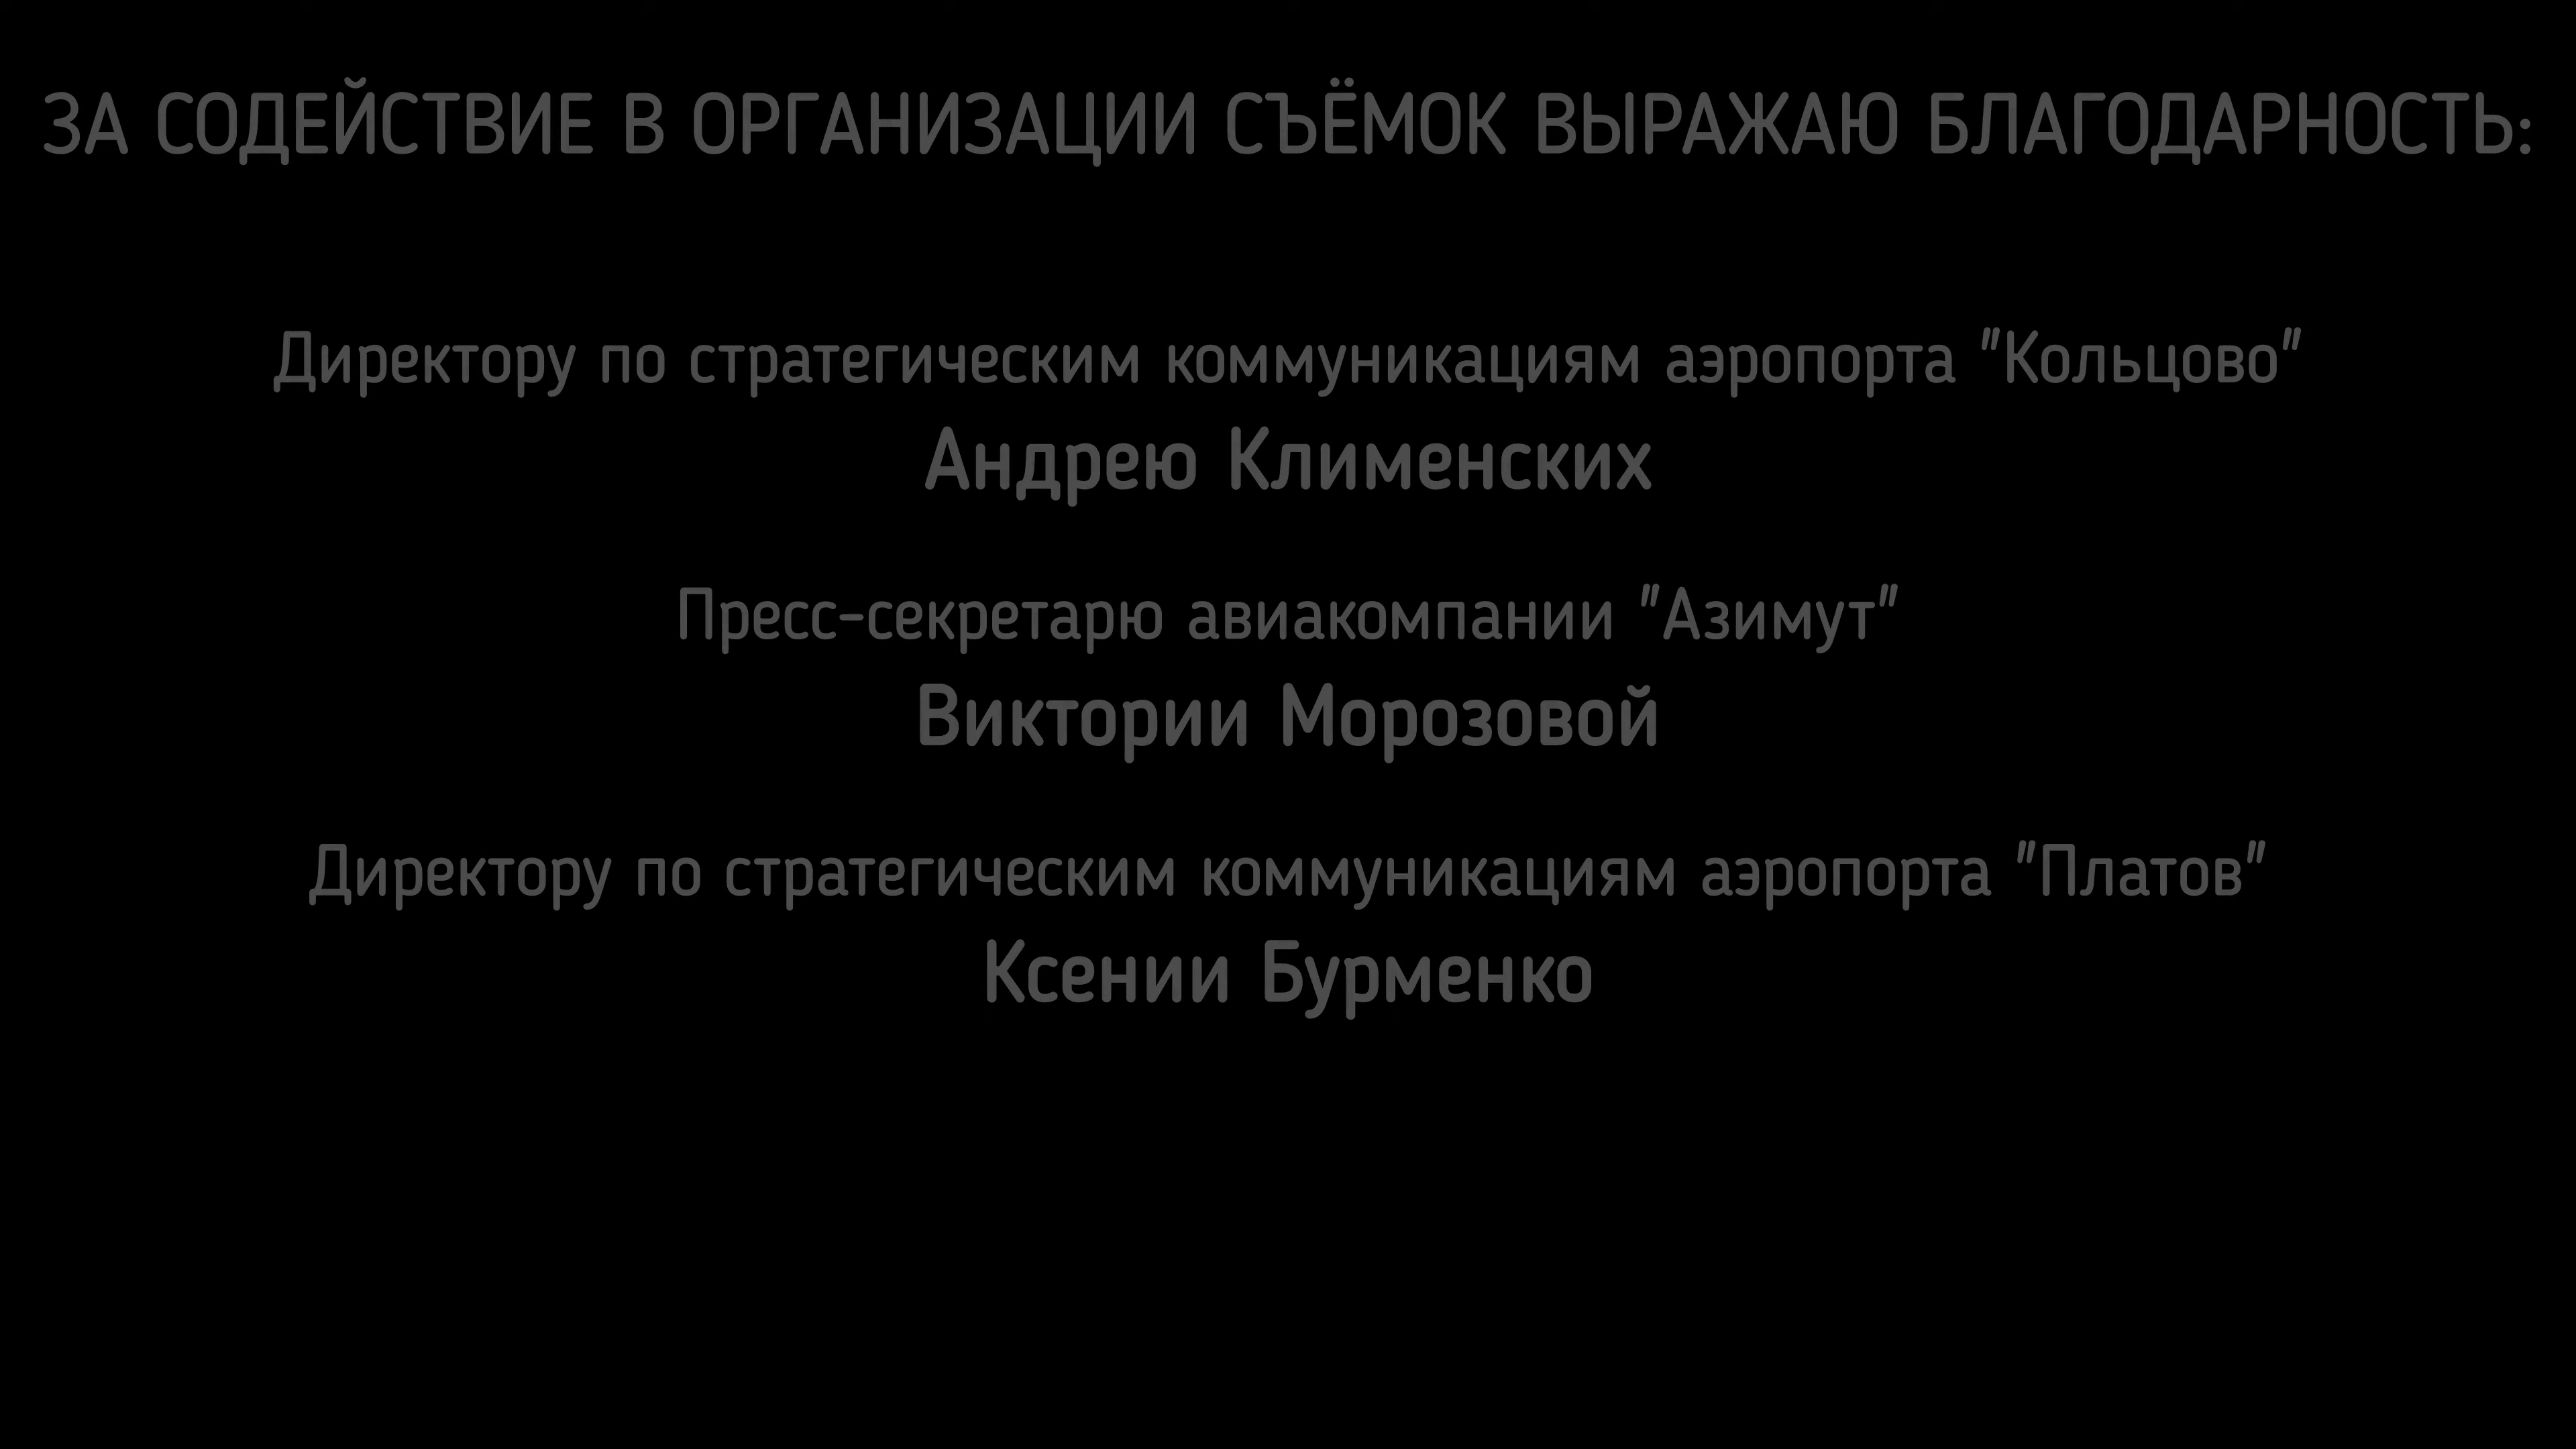 ЗА СОДЕЙСТВИЕ В ОРГАНИЗАЦИИ СЪЁМОК ВЫРАЖАЮ БЛАГОДАРНОСТЬ:
Директору по стратегическим коммуникациям аэропорта "Кольцово"
Андрею Клименских
Пресс-секретарю авиакомпании "Азимут"
Виктории Морозовой
Директору по стратегическим коммуникациям аэропорта "Платов"
Ксении Бурменко